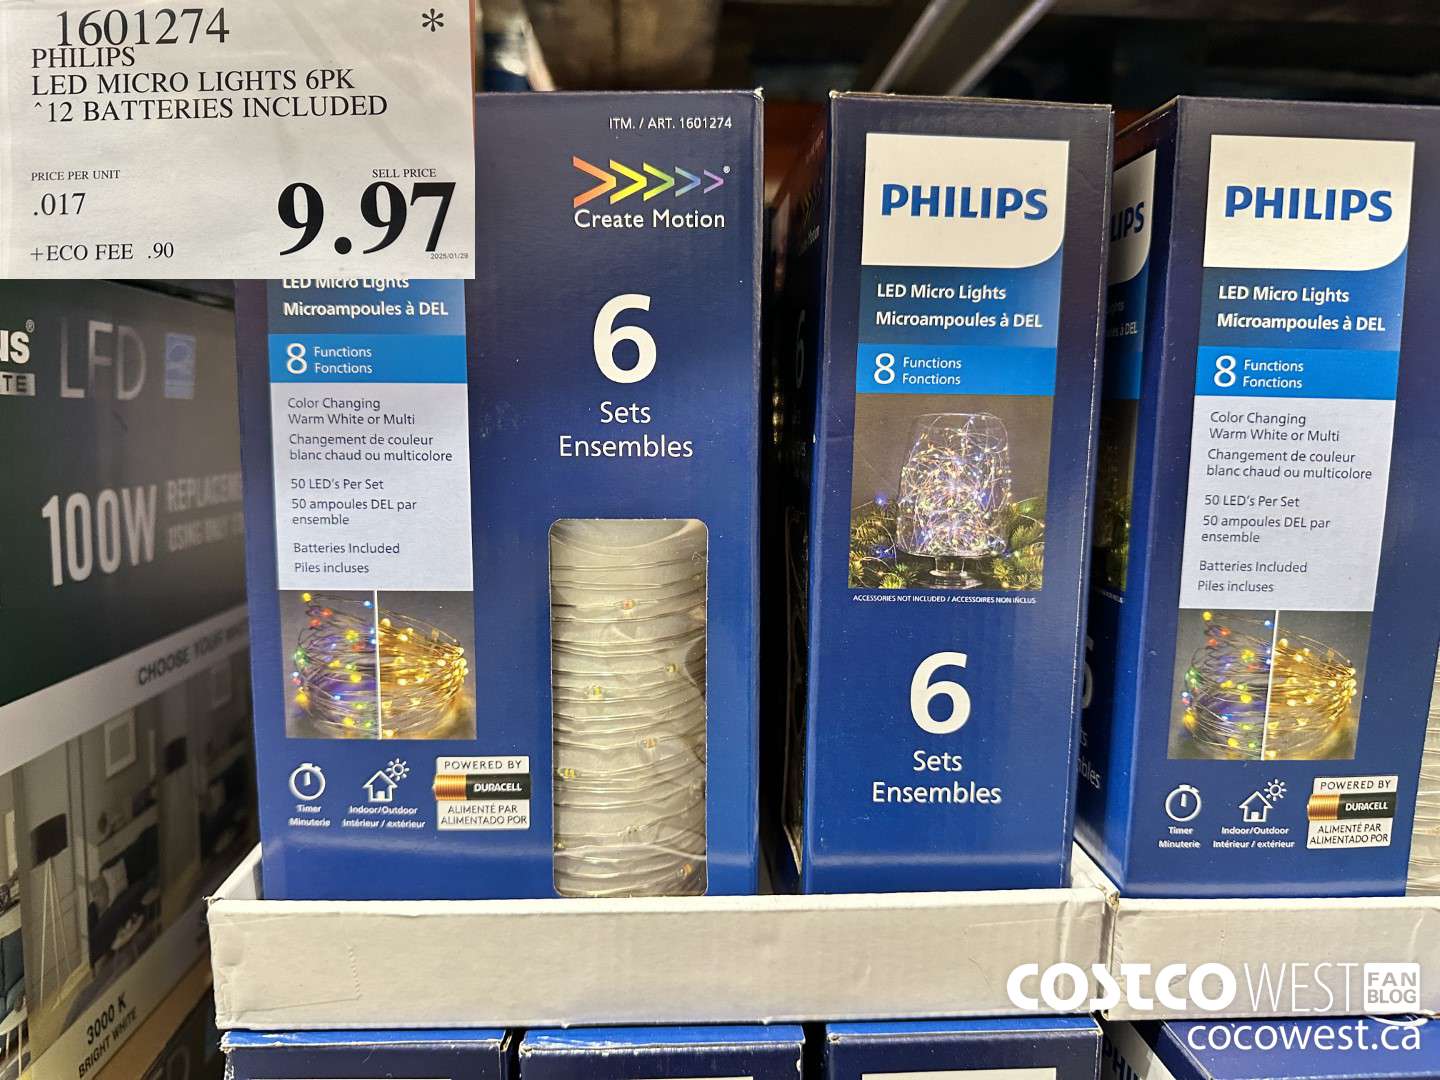 1601274
*
PHILIPS
LED MICRO LIGHTS 6PK
^12 BATTERIES INCLUDED
PRICE PER UNIT
.017
SELL PRICE
9.97
+ECO FEE .90
2025/01/29
ITM. / ART. 1601274
Create Motion
LED Micro Lights
Microampoules à DEL
8 Functions
Fonctions
Color Changing
Warm White or Multi
Changement de couleur
blanc chaud ou multicolore
50 LED's Per Set
50 ampoules DEL par
ensemble
Batteries Included
Piles incluses
6
Sets
Ensembles
Timer
Minuterie
Indoor/Outdoor
Intérieur / extérieur
POWERED BY
DURACELL
ALIMENTÉ PAR
ALIMENTADO POR
PHILIPS
LED Micro Lights
Microampoules à DEL
8 Functions
Fonctions
ACCESSORIES NOT INCLUDED / ACCESSOIRES NON INCLUS
6
Sets
Ensembles
PHILIPS
LED Micro Lights
Microampoules à DEL
8 Functions
Fonctions
Color Changing
Warm White or Multi
Changement de couleur
blanc chaud ou multicolore
50 LED's Per Set
50 ampoules DEL par
ensemble
Batteries Included
Piles incluses
Timer
Minuterie
Indoor/Outdoor
Intérieur / extérieur
POWERED BY
DURACELL
ALIMENTÉ PAR
ALIMENTADO POR
LED
100W REPLACEMENT
CHOOSE YOUR
3000 K
BRIGHT WHITE
COSTCO WEST FAN BLOG
cocowest.ca